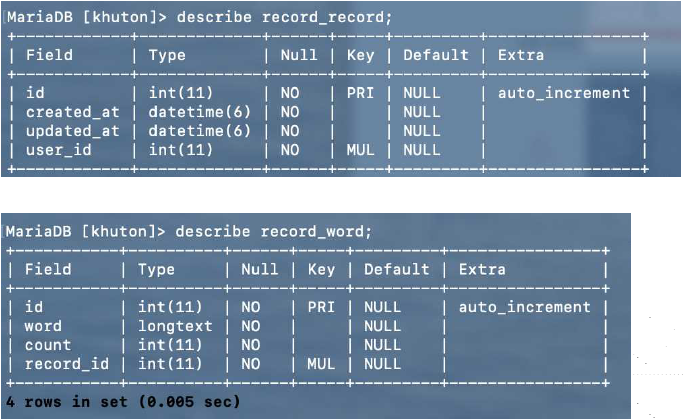 MariaDB [khuton]> describe record_record;
+------------+-------------+------+-----+---------+----------------+
| Field      | Type        | Null | Key | Default | Extra          |
+------------+-------------+------+-----+---------+----------------+
| id         | int(11)     | NO   | PRI | NULL    | auto_increment |
| created_at | datetime(6) | NO   |     | NULL    |                |
| updated_at | datetime(6) | NO   |     | NULL    |                |
| user_id    | int(11)     | NO   | MUL | NULL    |                |
+------------+-------------+------+-----+---------+----------------+
MariaDB [khuton]> describe record_word;
+-----------+----------+------+-----+---------+----------------+
| Field     | Type     | Null | Key | Default | Extra          |
+-----------+----------+------+-----+---------+----------------+
| id        | int(11)  | NO   | PRI | NULL    | auto_increment |
| word      | longtext | NO   |     | NULL    |                |
| count     | int(11)  | NO   |     | NULL    |                |
| record_id | int(11)  | NO   | MUL | NULL    |                |
+-----------+----------+------+-----+---------+----------------+
4 rows in set (0.005 sec)